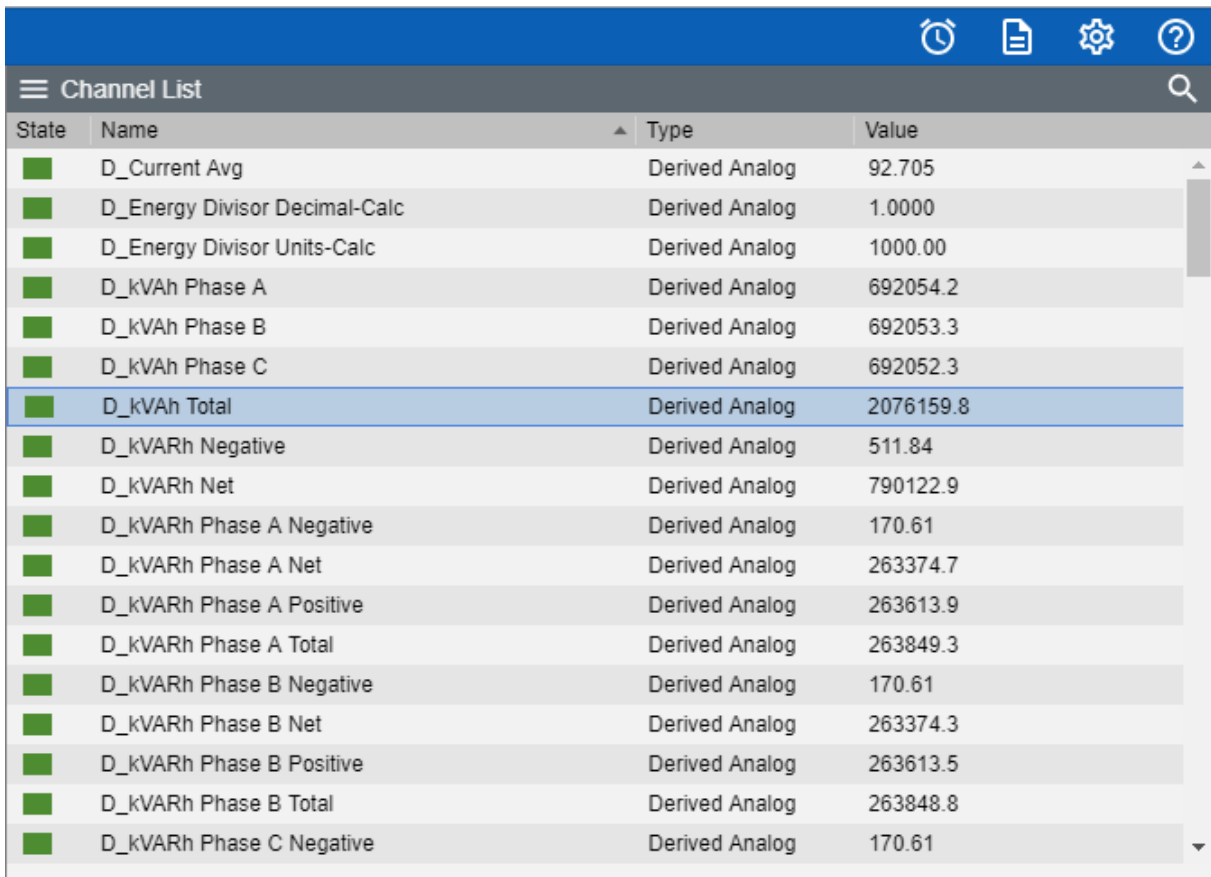 Channel List
State Name Type Value
D_Current Avg Derived Analog 92.705
D_Energy Divisor Decimal-Calc Derived Analog 1.0000
D_Energy Divisor Units-Calc Derived Analog 1000.00
D_kVAh Phase A Derived Analog 692054.2
D_kVAh Phase B Derived Analog 692053.3
D_kVAh Phase C Derived Analog 692052.3
D_kVAh Total Derived Analog 2076159.8
D_kVARh Negative Derived Analog 511.84
D_kVARh Net Derived Analog 790122.9
D_kVARh Phase A Negative Derived Analog 170.61
D_kVARh Phase A Net Derived Analog 263374.7
D_kVARh Phase A Positive Derived Analog 263613.9
D_kVARh Phase A Total Derived Analog 263849.3
D_kVARh Phase B Negative Derived Analog 170.61
D_kVARh Phase B Net Derived Analog 263374.3
D_kVARh Phase B Positive Derived Analog 263613.5
D_kVARh Phase B Total Derived Analog 263848.8
D_kVARh Phase C Negative Derived Analog 170.61